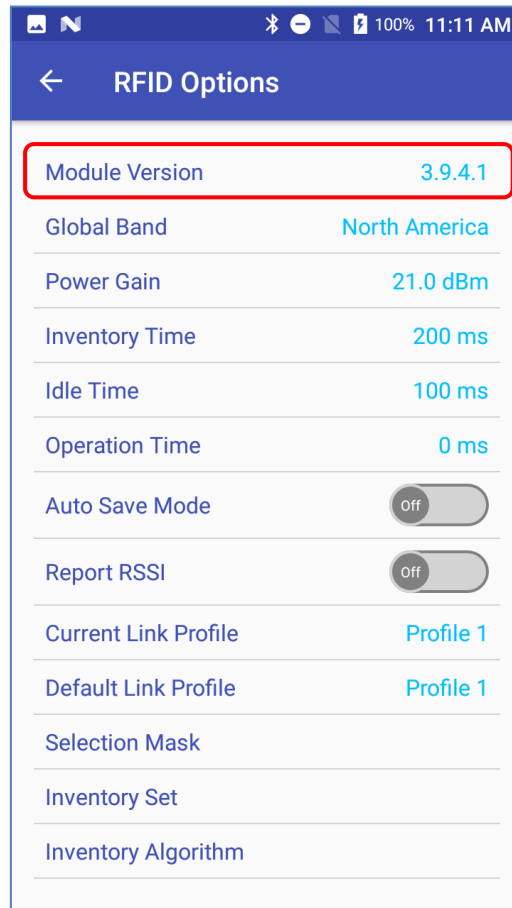 100% 11:11 AM
RFID Options
Module Version 3.9.4.1
Global Band North America
Power Gain 21.0 dBm
Inventory Time 200 ms
Idle Time 100 ms
Operation Time 0 ms
Auto Save Mode Off
Report RSSI Off
Current Link Profile Profile 1
Default Link Profile Profile 1
Selection Mask
Inventory Set
Inventory Algorithm